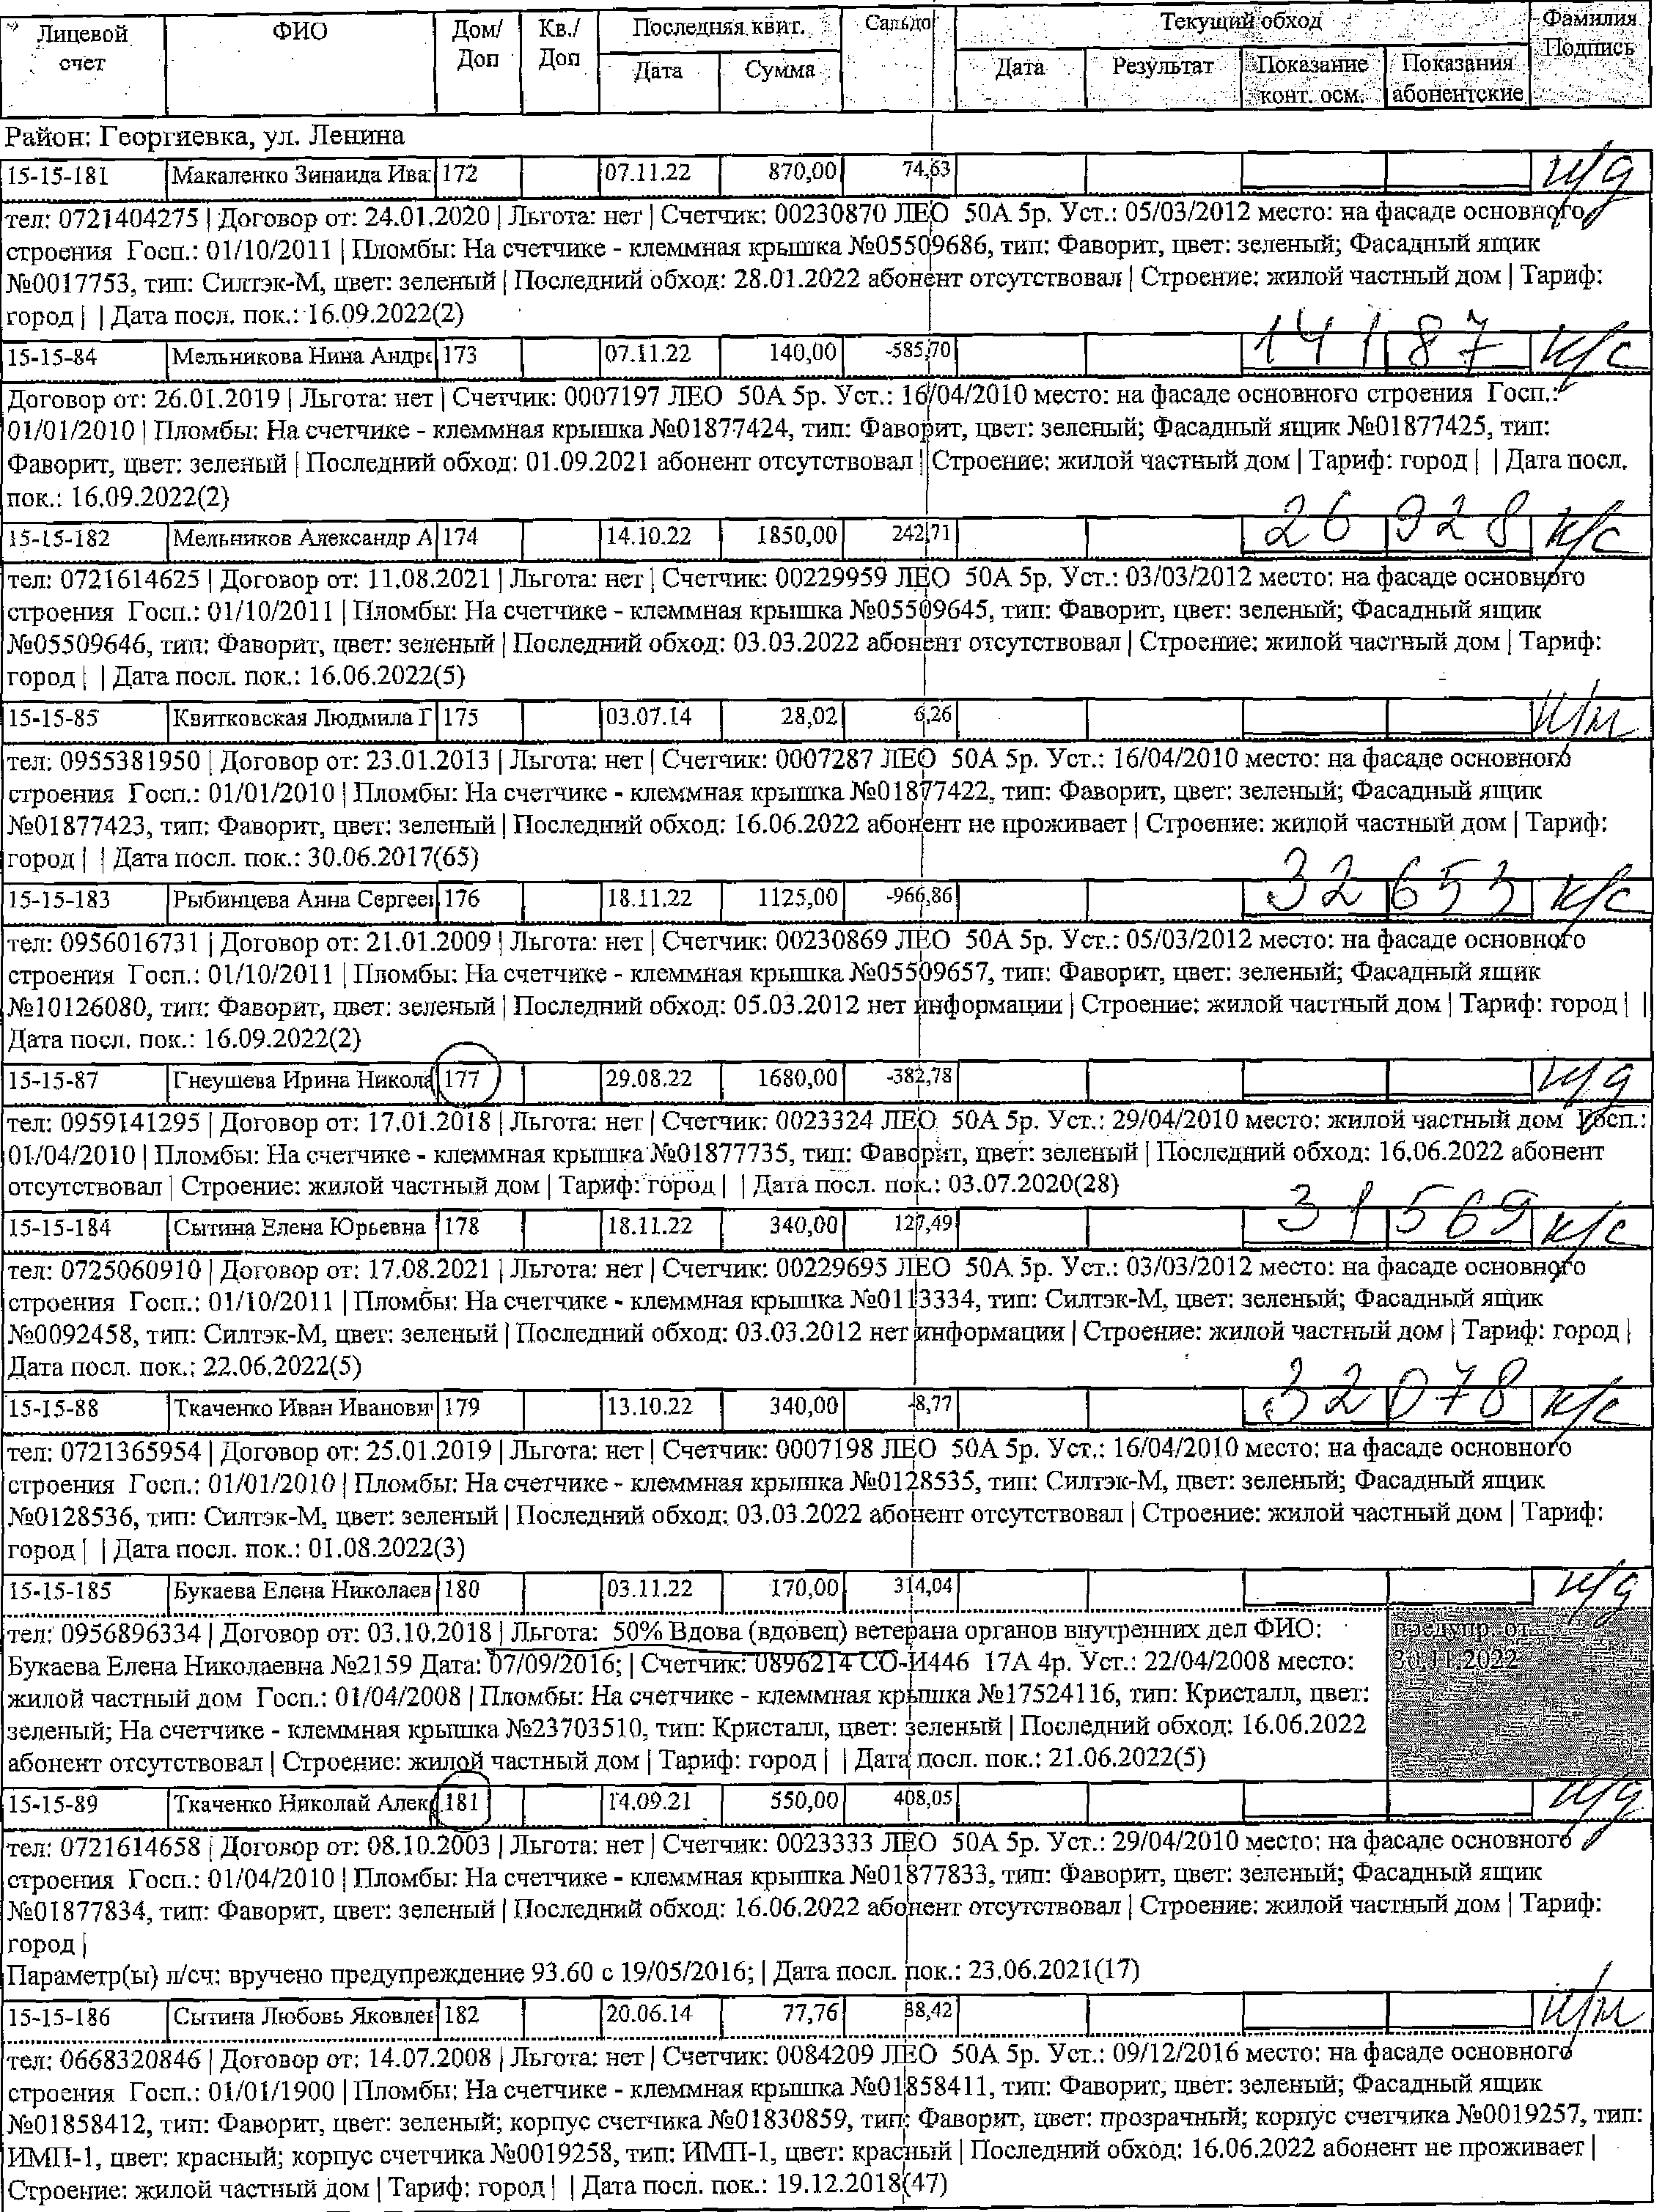 Лицевой счет ФИО Дом/ Доп Кв./ Доп Последняя квит. Дата Сумма Сальдо Текущий обход Дата Результат Показание конт. осм. Показания абонентские Фамилия Подпись
Район: Георгиевка, ул. Ленина
15-15-181 Макаленко Зинаида Ива 172 07.11.22 870,00 74,63 н/д
тел: 0721404275 | Договор от: 24.01.2020 | Льгота: нет | Счетчик: 00230870 ЛЕО 50А 5р. Уст.: 05/03/2012 место: на фасаде основного
строения Госп.: 01/10/2011 | Пломбы: На счетчике - клеммная крышка №05509686, тип: Фаворит, цвет: зеленый; Фасадный ящик
№0017753, тип: Силтэк-М, цвет: зеленый | Последний обход: 28.01.2022 абонент отсутствовал | Строение: жилой частный дом | Тариф:
город | | Дата посл. пок.: 16.09.2022(2)
15-15-84 Мельникова Нина Андре 173 07.11.22 140,00 -585,70 14187 к/с
Договор от: 26.01.2019 | Льгота: нет | Счетчик: 0007197 ЛЕО 50А 5р. Уст.: 16/04/2010 место: на фасаде основного строения Госп.:
01/01/2010 | Пломбы: На счетчике - клеммная крышка №01877424, тип: Фаворит, цвет: зеленый; Фасадный ящик №01877425, тип:
Фаворит, цвет: зеленый | Последний обход: 01.09.2021 абонент отсутствовал | Строение: жилой частный дом | Тариф: город | | Дата посл.
пок.: 16.09.2022(2)
15-15-182 Мельников Александр А 174 14.10.22 1850,00 242,71 26928 к/с
тел: 0721614625 | Договор от: 11.08.2021 | Льгота: нет | Счетчик: 00229959 ЛЕО 50А 5р. Уст.: 03/03/2012 место: на фасаде основного
строения Госп.: 01/10/2011 | Пломбы: На счетчике - клеммная крышка №05509645, тип: Фаворит, цвет: зеленый; Фасадный ящик
№05509646, тип: Фаворит, цвет: зеленый | Последний обход: 03.03.2022 абонент отсутствовал | Строение: жилой частный дом | Тариф:
город | | Дата посл. пок.: 16.06.2022(5)
15-15-85 Квитковская Людмила Г 175 03.07.14 28,02 6,26
тел: 0955381950 | Договор от: 23.01.2013 | Льгота: нет | Счетчик: 0007287 ЛЕО 50А 5р. Уст.: 16/04/2010 место: на фасаде основного
строения Госп.: 01/01/2010 | Пломбы: На счетчике - клеммная крышка №01877422, тип: Фаворит, цвет: зеленый; Фасадный ящик
№01877423, тип: Фаворит, цвет: зеленый | Последний обход: 16.06.2022 абонент не проживает | Строение: жилой частный дом | Тариф:
город | | Дата посл. пок.: 30.06.2017(65)
15-15-183 Рыбинцева Анна Сергеев 176 18.11.22 1125,00 -966,86 32653 к/с
тел: 0956016731 | Договор от: 21.01.2009 | Льгота: нет | Счетчик: 00230869 ЛЕО 50А 5р. Уст.: 05/03/2012 место: на фасаде основного
строения Госп.: 01/10/2011 | Пломбы: На счетчике - клеммная крышка №05509657, тип: Фаворит, цвет: зеленый; Фасадный ящик
№10126080, тип: Фаворит, цвет: зеленый | Последний обход: 05.03.2012 нет информации | Строение: жилой частный дом | Тариф: город | |
Дата посл. пок.: 16.09.2022(2)
15-15-87 Гнеушева Ирина Никола 177 29.08.22 1680,00 -382,78 н/д
тел: 0959141295 | Договор от: 17.01.2018 | Льгота: нет | Счетчик: 0023324 ЛЕО 50А 5р. Уст.: 29/04/2010 место: жилой частный дом Госп.:
01/04/2010 | Пломбы: На счетчике - клеммная крышка №01877735, тип: Фаворит, цвет: зеленый | Последний обход: 16.06.2022 абонент
отсутствовал | Строение: жилой частный дом | Тариф: город | | Дата посл. пок.: 03.07.2020(28)
15-15-184 Сытина Елена Юрьевна 178 18.11.22 340,00 127,49 31569 к/с
тел: 0725060910 | Договор от: 17.08.2021 | Льгота: нет | Счетчик: 00229695 ЛЕО 50А 5р. Уст.: 03/03/2012 место: на фасаде основного
строения Госп.: 01/10/2011 | Пломбы: На счетчике - клеммная крышка №0113334, тип: Силтэк-М, цвет: зеленый; Фасадный ящик
№0092458, тип: Силтэк-М, цвет: зеленый | Последний обход: 03.03.2012 нет информации | Строение: жилой частный дом | Тариф: город |
Дата посл. пок.: 22.06.2022(5)
15-15-88 Ткаченко Иван Иванови 179 13.10.22 340,00 -8,77 32078 к/с
тел: 0721365954 | Договор от: 25.01.2019 | Льгота: нет | Счетчик: 0007198 ЛЕО 50А 5р. Уст.: 16/04/2010 место: на фасаде основного
строения Госп.: 01/01/2010 | Пломбы: На счетчике - клеммная крышка №0128535, тип: Силтэк-М, цвет: зеленый; Фасадный ящик
№0128536, тип: Силтэк-М, цвет: зеленый | Последний обход: 03.03.2022 абонент отсутствовал | Строение: жилой частный дом | Тариф:
город | | Дата посл. пок.: 01.08.2022(3)
15-15-185 Букаева Елена Николаев 180 03.11.22 170,00 314,04 н/д
тел: 0956896334 | Договор от: 03.10.2018 | Льгота: 50% Вдова (вдовец) ветерана органов внутренних дел ФИО:
Букаева Елена Николаевна №2159 Дата: 07/09/2016; | Счетчик: 0896214 СО-И446 17А 4р. Уст.: 22/04/2008 место:
жилой частный дом Госп.: 01/04/2008 | Пломбы: На счетчике - клеммная крышка №17524116, тип: Кристалл, цвет:
зеленый; На счетчике - клеммная крышка №23703510, тип: Кристалл, цвет: зеленый | Последний обход: 16.06.2022
абонент отсутствовал | Строение: жилой частный дом | Тариф: город | | Дата посл. пок.: 21.06.2022(5)
предупр. от
30.11.2022
15-15-89 Ткаченко Николай Алек 181 14.09.21 550,00 408,05 н/д
тел: 0721614658 | Договор от: 08.10.2003 | Льгота: нет | Счетчик: 0023333 ЛЕО 50А 5р. Уст.: 29/04/2010 место: на фасаде основного
строения Госп.: 01/04/2010 | Пломбы: На счетчике - клеммная крышка №01877833, тип: Фаворит, цвет: зеленый; Фасадный ящик
№01877834, тип: Фаворит, цвет: зеленый | Последний обход: 16.06.2022 абонент отсутствовал | Строение: жилой частный дом | Тариф:
город |
Параметр(ы) л/сч: вручено предупреждение 93.60 с 19/05/2016; | Дата посл. пок.: 23.06.2021(17)
15-15-186 Сытина Любовь Яковле 182 20.06.14 77,76 38,42
тел: 0668320846 | Договор от: 14.07.2008 | Льгота: нет | Счетчик: 0084209 ЛЕО 50А 5р. Уст.: 09/12/2016 место: на фасаде основного
строения Госп.: 01/01/1900 | Пломбы: На счетчике - клеммная крышка №01858411, тип: Фаворит, цвет: зеленый; Фасадный ящик
№01858412, тип: Фаворит, цвет: зеленый; корпус счетчика №01830859, тип: Фаворит, цвет: прозрачный; корпус счетчика №0019257, тип:
ИМП-1, цвет: красный; корпус счетчика №0019258, тип: ИМП-1, цвет: красный | Последний обход: 16.06.2022 абонент не проживает |
Строение: жилой частный дом | Тариф: город | | Дата посл. пок.: 19.12.2018(47)